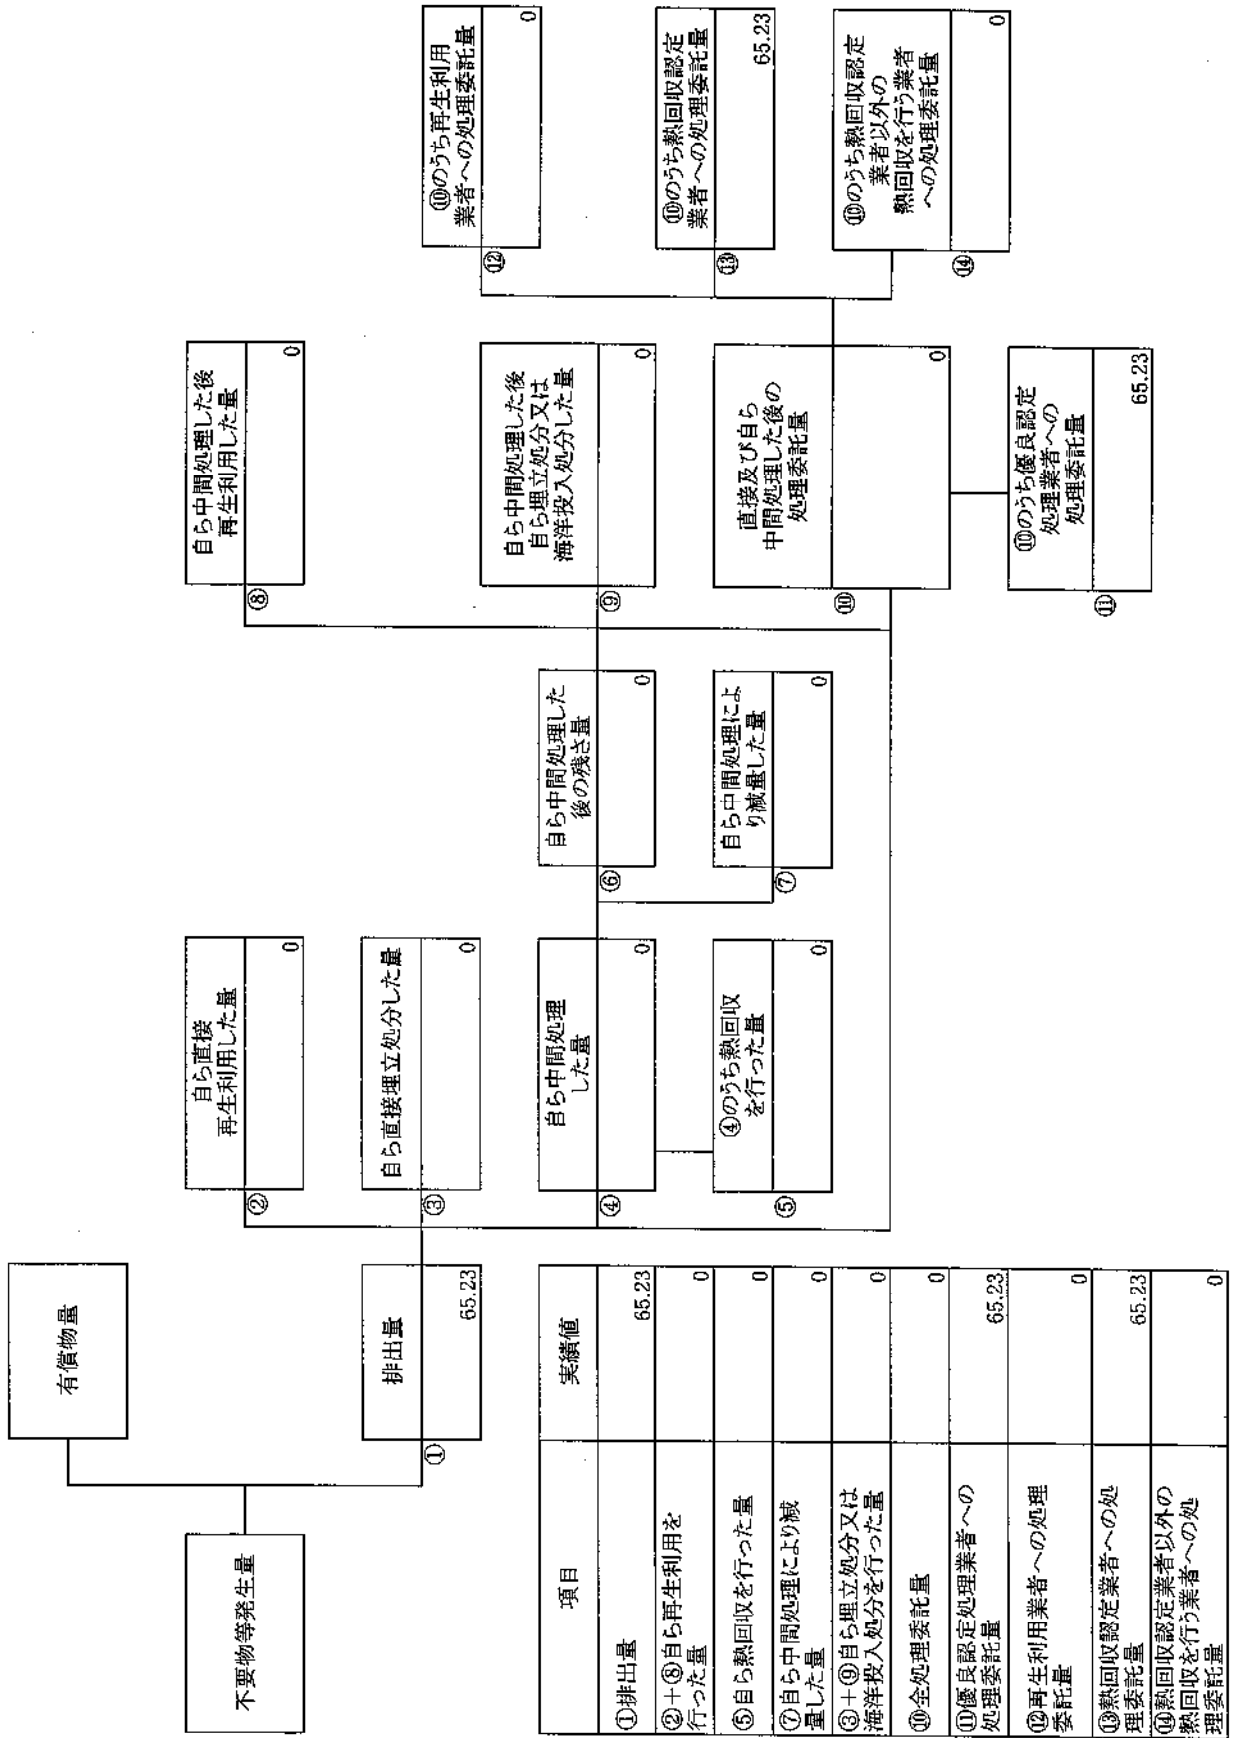 有償物量
不要物等発生量
①
排出量
65.23
②
自ら直接
再生利用した量
0
③
自ら直接埋立処分した量
0
④
自ら中間処理
した量
0
⑤
④のうち熱回収
を行った量
0
⑥
自ら中間処理した
後の残さ量
0
⑦
自ら中間処理によ
り減量した量
0
⑧
自ら中間処理した後
再生利用した量
0
⑨
自ら中間処理した後
自ら埋立処分又は
海洋投入処分した量
0
⑩
直接及び自ら
中間処理した後の
処理委託量
0
⑪
⑩のうち優良認定
処理業者への
処理委託量
65.23
⑫
⑩のうち再生利用
業者への処理委託量
0
⑬
⑩のうち熱回収認定
業者への処理委託量
65.23
⑭
⑩のうち熱回収認定
業者以外の
熱回収を行う業者
への処理委託量
0
項目
実績値
①排出量
65.23
②+⑧自ら再生利用を
行った量
0
⑤自ら熱回収を行った量
0
⑦自ら中間処理により減
量した量
0
③+⑨自ら埋立処分又は
海洋投入処分を行った量
0
⑩全処理委託量
0
⑪優良認定処理業者への
処理委託量
65.23
⑫再生利用業者への処理
委託量
0
⑬熱回収認定業者への処
理委託量
65.23
⑭熱回収認定業者以外の
熱回収を行う業者への処
理委託量
0